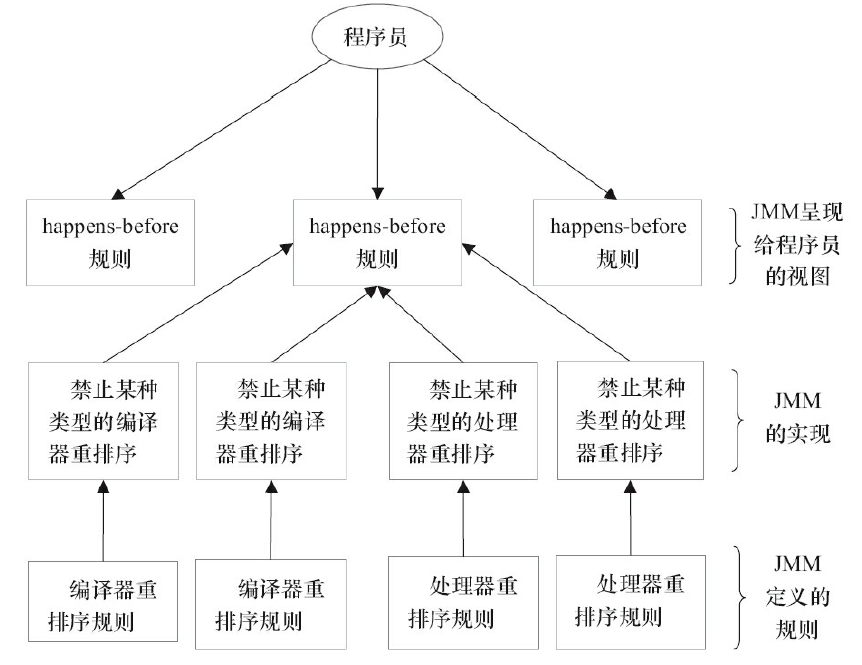 程序员
happens-before
规则
happens-before
规则
happens-before
规则
JMM呈现
给程序员
的视图
禁止某种
类型的编译
器重排序
禁止某种
类型的编译
器重排序
禁止某种
类型的处理
器重排序
禁止某种
类型的处理
器重排序
JMM
的实现
编译器重
排序规则
编译器重
排序规则
处理器重
排序规则
处理器重
排序规则
JMM
定义的
规则